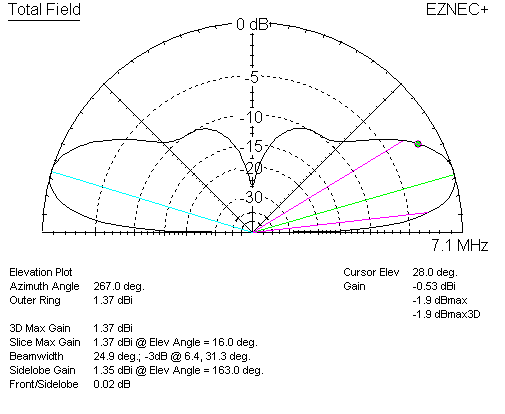 Total Field
EZNEC+
0 dB
-5
-10
-15
-20
-30
7.1 MHz
Elevation Plot
Azimuth Angle 267.0 deg.
Outer Ring 1.37 dBi
3D Max Gain 1.37 dBi
Slice Max Gain 1.37 dBi @ Elev Angle = 16.0 deg.
Beamwidth 24.9 deg.; -3dB @ 6.4, 31.3 deg.
Sidelobe Gain 1.35 dBi @ Elev Angle = 163.0 deg.
Front/Sidelobe 0.02 dB
Cursor Elev 28.0 deg.
Gain -0.53 dBi
-1.9 dBmax
-1.9 dBmax3D